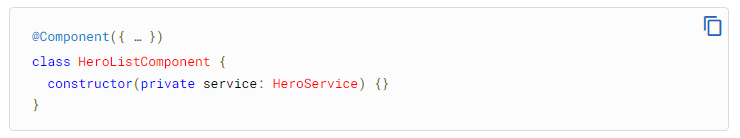 @Component({ … })
class HeroListComponent {
  constructor(private service: HeroService) {}
}